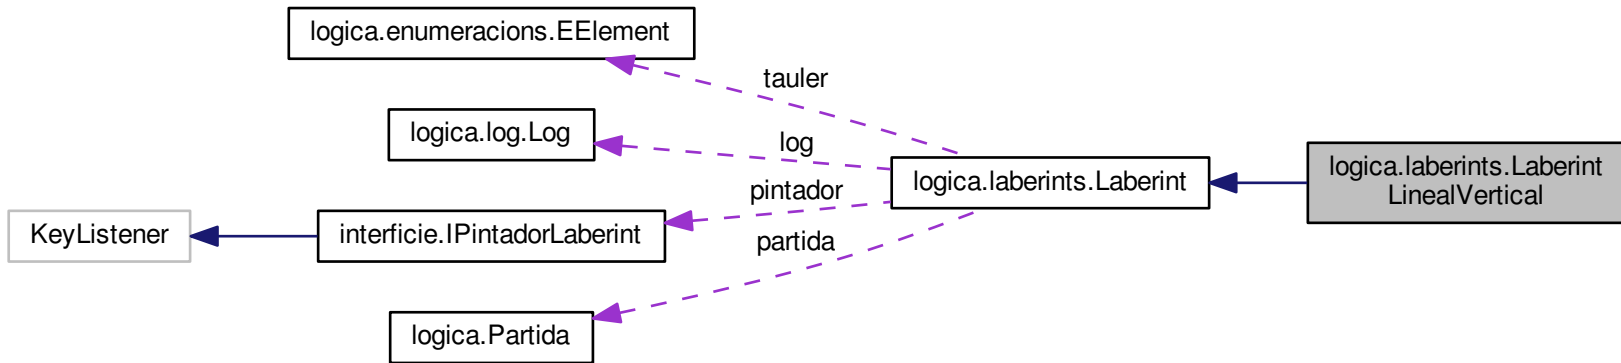 logica.enumeracions.EElement
tauler
logica.log.Log
log
logica.laberints.Laberint
logica.laberints.Laberint
LinealVertical
pintador
KeyListener
interficie.IPintadorLaberint
partida
logica.Partida